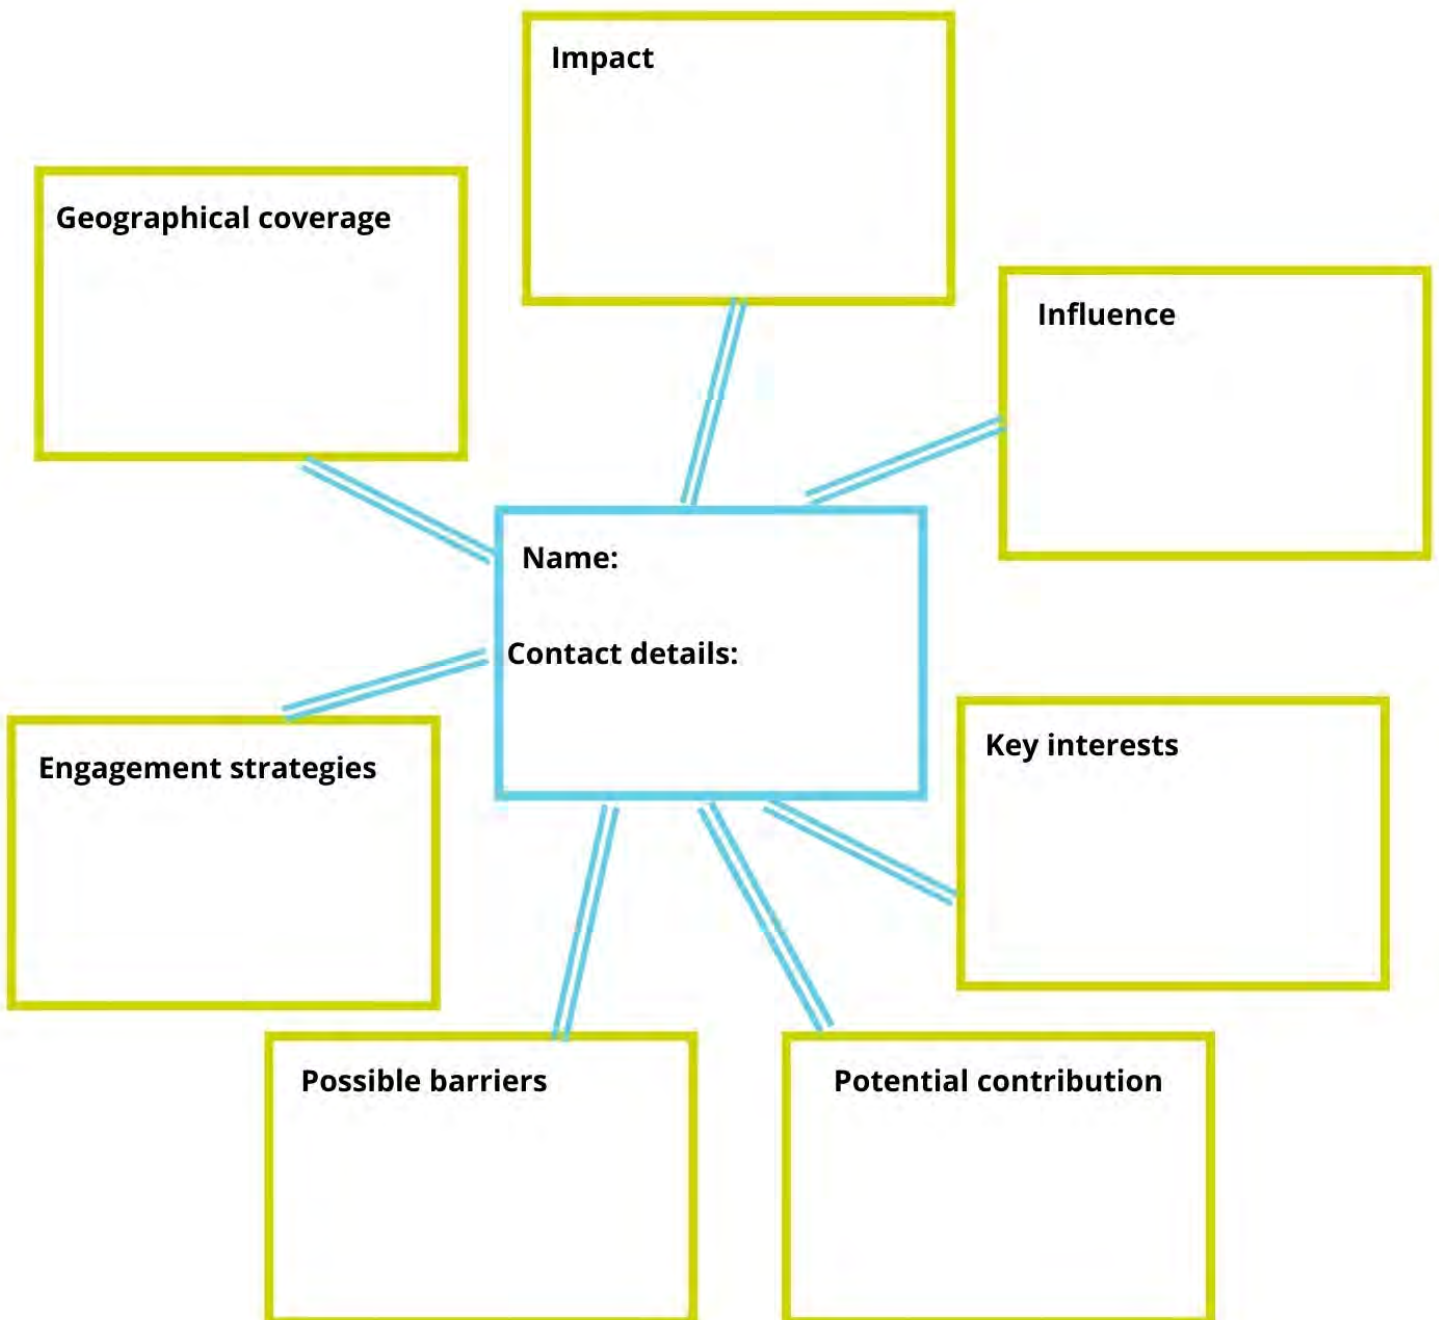 Impact
Geographical coverage
Influence
Name:
Contact details:
Key interests
Engagement strategies
Possible barriers
Potential contribution